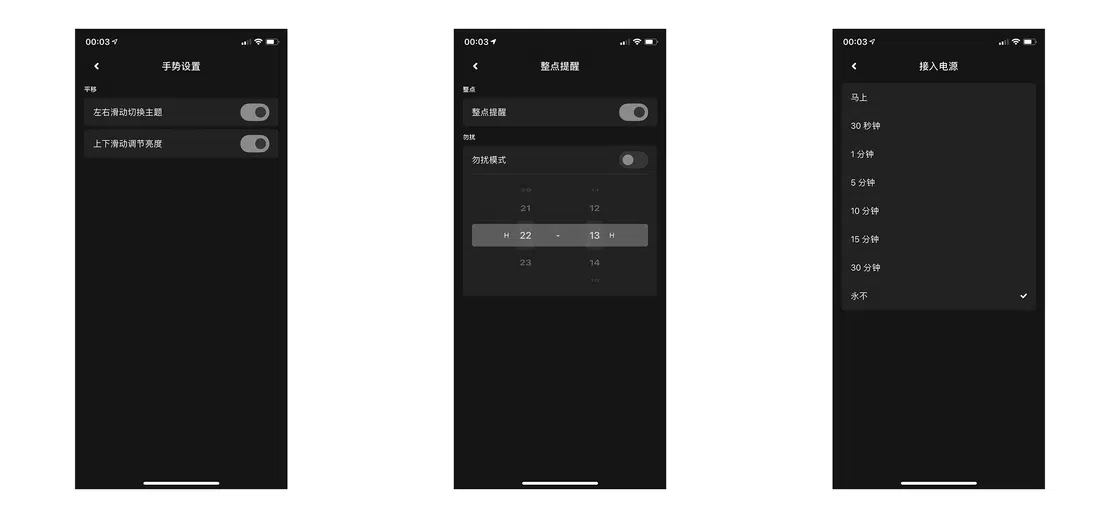 00:03
手势设置
平移
左右滑动切换主题
上下滑动调节亮度
00:03
整点提醒
整点
整点提醒
勿扰
勿扰模式
21 12
H 22 - 13 H
23 14
00:03
接入电源
马上
30 秒钟
1 分钟
5 分钟
10 分钟
15 分钟
30 分钟
永不